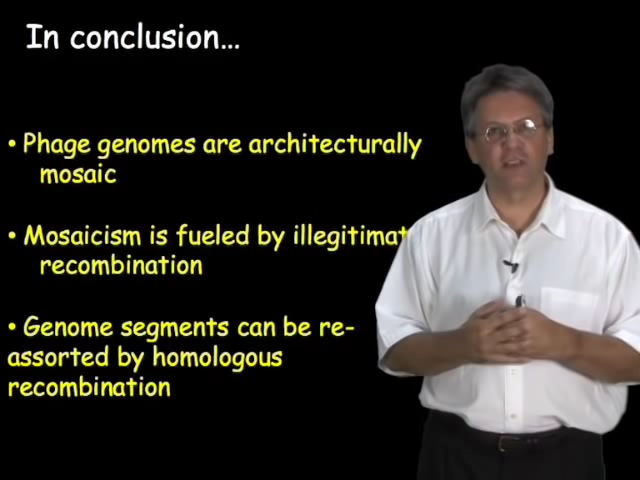 In conclusion…
• Phage genomes are architecturally
mosaic
• Mosaicism is fueled by illegitimat
recombination
• Genome segments can be re-
assorted by homologous
recombination